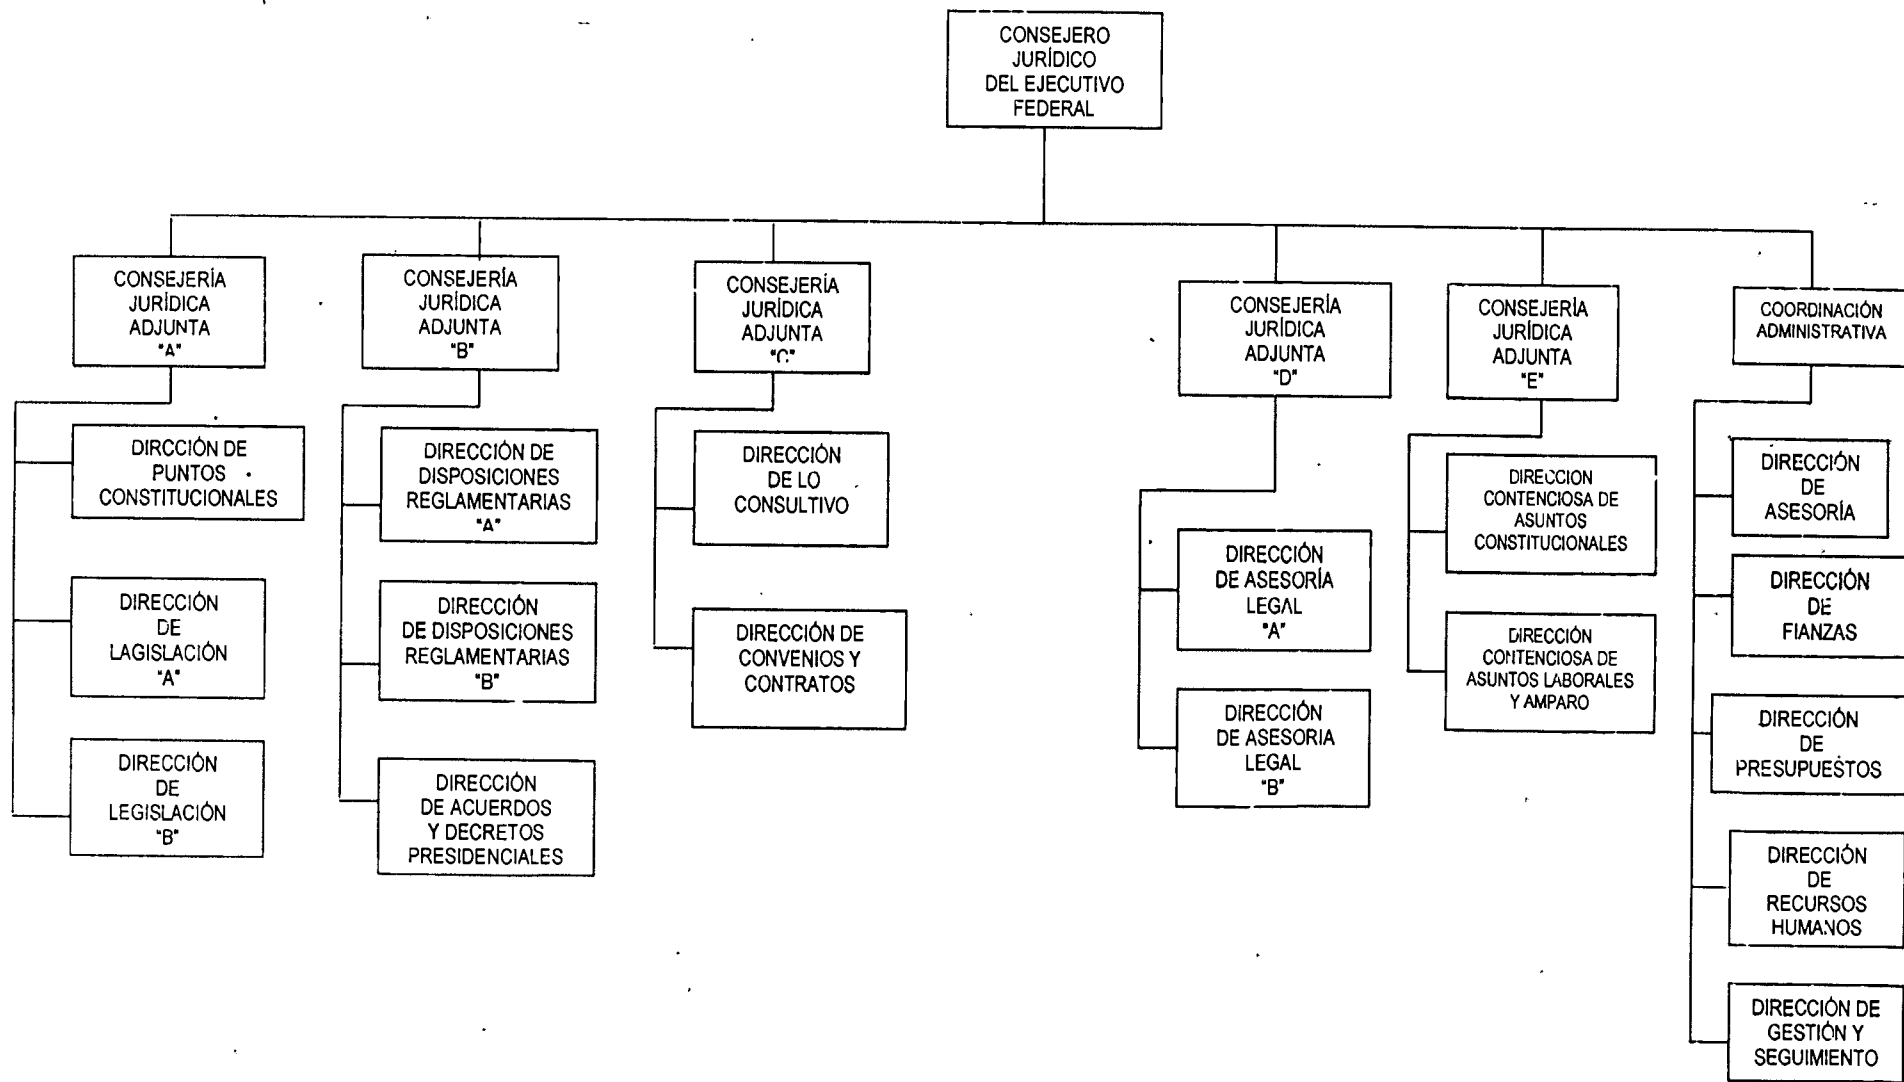 CONSEJERO
JURÍDICO
DEL EJECUTIVO
FEDERAL
CONSEJERÍA
JURÍDICA
ADJUNTA
"A"
DIRCCIÓN DE
PUNTOS
CONSTITUCIONALES
DIRECCIÓN
DE
LAGISLACIÓN
"A"
DIRECCIÓN
DE
LEGISLACIÓN
"B"
CONSEJERÍA
JURÍDICA
ADJUNTA
"B"
DIRECCIÓN DE
DISPOSICIONES
REGLAMENTARIAS
"A"
DIRECCIÓN
DE DISPOSICIONES
REGLAMENTARIAS
"B"
DIRECCIÓN
DE ACUERDOS
Y DECRETOS
PRESIDENCIALES
CONSEJERÍA
JURÍDICA
ADJUNTA
"C"
DIRECCIÓN
DE LO
CONSULTIVO
DIRECCIÓN DE
CONVENIOS Y
CONTRATOS
CONSEJERÍA
JURÍDICA
ADJUNTA
"D"
DIRECCIÓN
DE ASESORÍA
LEGAL
"A"
DIRECCIÓN
DE ASESORIA
LEGAL
"B"
CONSEJERÍA
JURÍDICA
ADJUNTA
"E"
DIRECCION
CONTENCIOSA DE
ASUNTOS
CONSTITUCIONALES
DIRECCIÓN
CONTENCIOSA DE
ASUNTOS LABORALES
Y AMPARO
COORDINACIÓN
ADMINISTRATIVA
DIRECCIÓN
DE
ASESORÍA
DIRECCIÓN
DE
FIANZAS
DIRECCIÓN
DE
PRESUPUESTOS
DIRECCIÓN
DE
RECURSOS
HUMANOS
DIRECCIÓN DE
GESTIÓN Y
SEGUIMIENTO